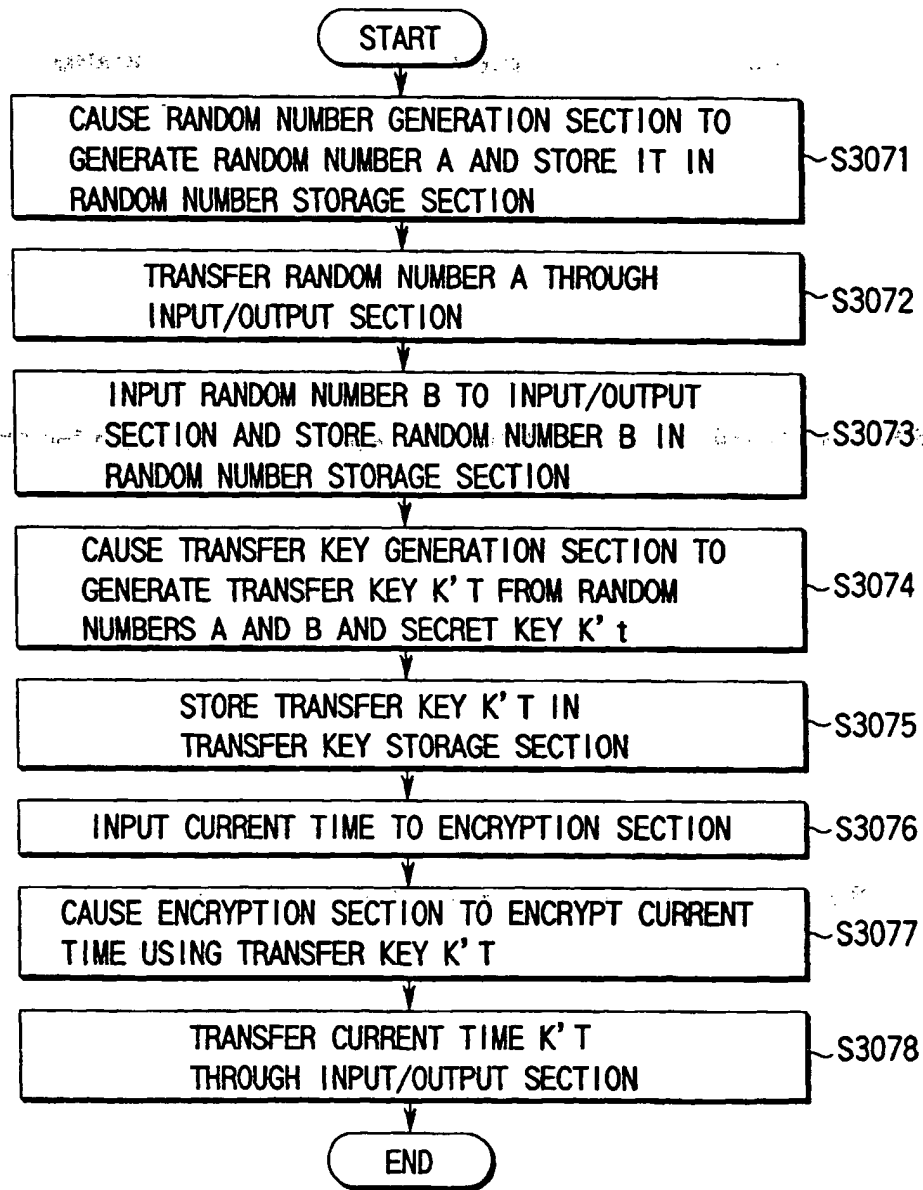 START
CAUSE RANDOM NUMBER GENERATION SECTION TO
GENERATE RANDOM NUMBER A AND STORE IT IN
RANDOM NUMBER STORAGE SECTION
S3071
TRANSFER RANDOM NUMBER A THROUGH
INPUT/OUTPUT SECTION
S3072
INPUT RANDOM NUMBER B TO INPUT/OUTPUT
SECTION AND STORE RANDOM NUMBER B IN
RANDOM NUMBER STORAGE SECTION
S3073
CAUSE TRANSFER KEY GENERATION SECTION TO
GENERATE TRANSFER KEY K'T FROM RANDOM
NUMBERS A AND B AND SECRET KEY K't
S3074
STORE TRANSFER KEY K'T IN
TRANSFER KEY STORAGE SECTION
S3075
INPUT CURRENT TIME TO ENCRYPTION SECTION
S3076
CAUSE ENCRYPTION SECTION TO ENCRYPT CURRENT
TIME USING TRANSFER KEY K'T
S3077
TRANSFER CURRENT TIME K'T
THROUGH INPUT/OUTPUT SECTION
S3078
END